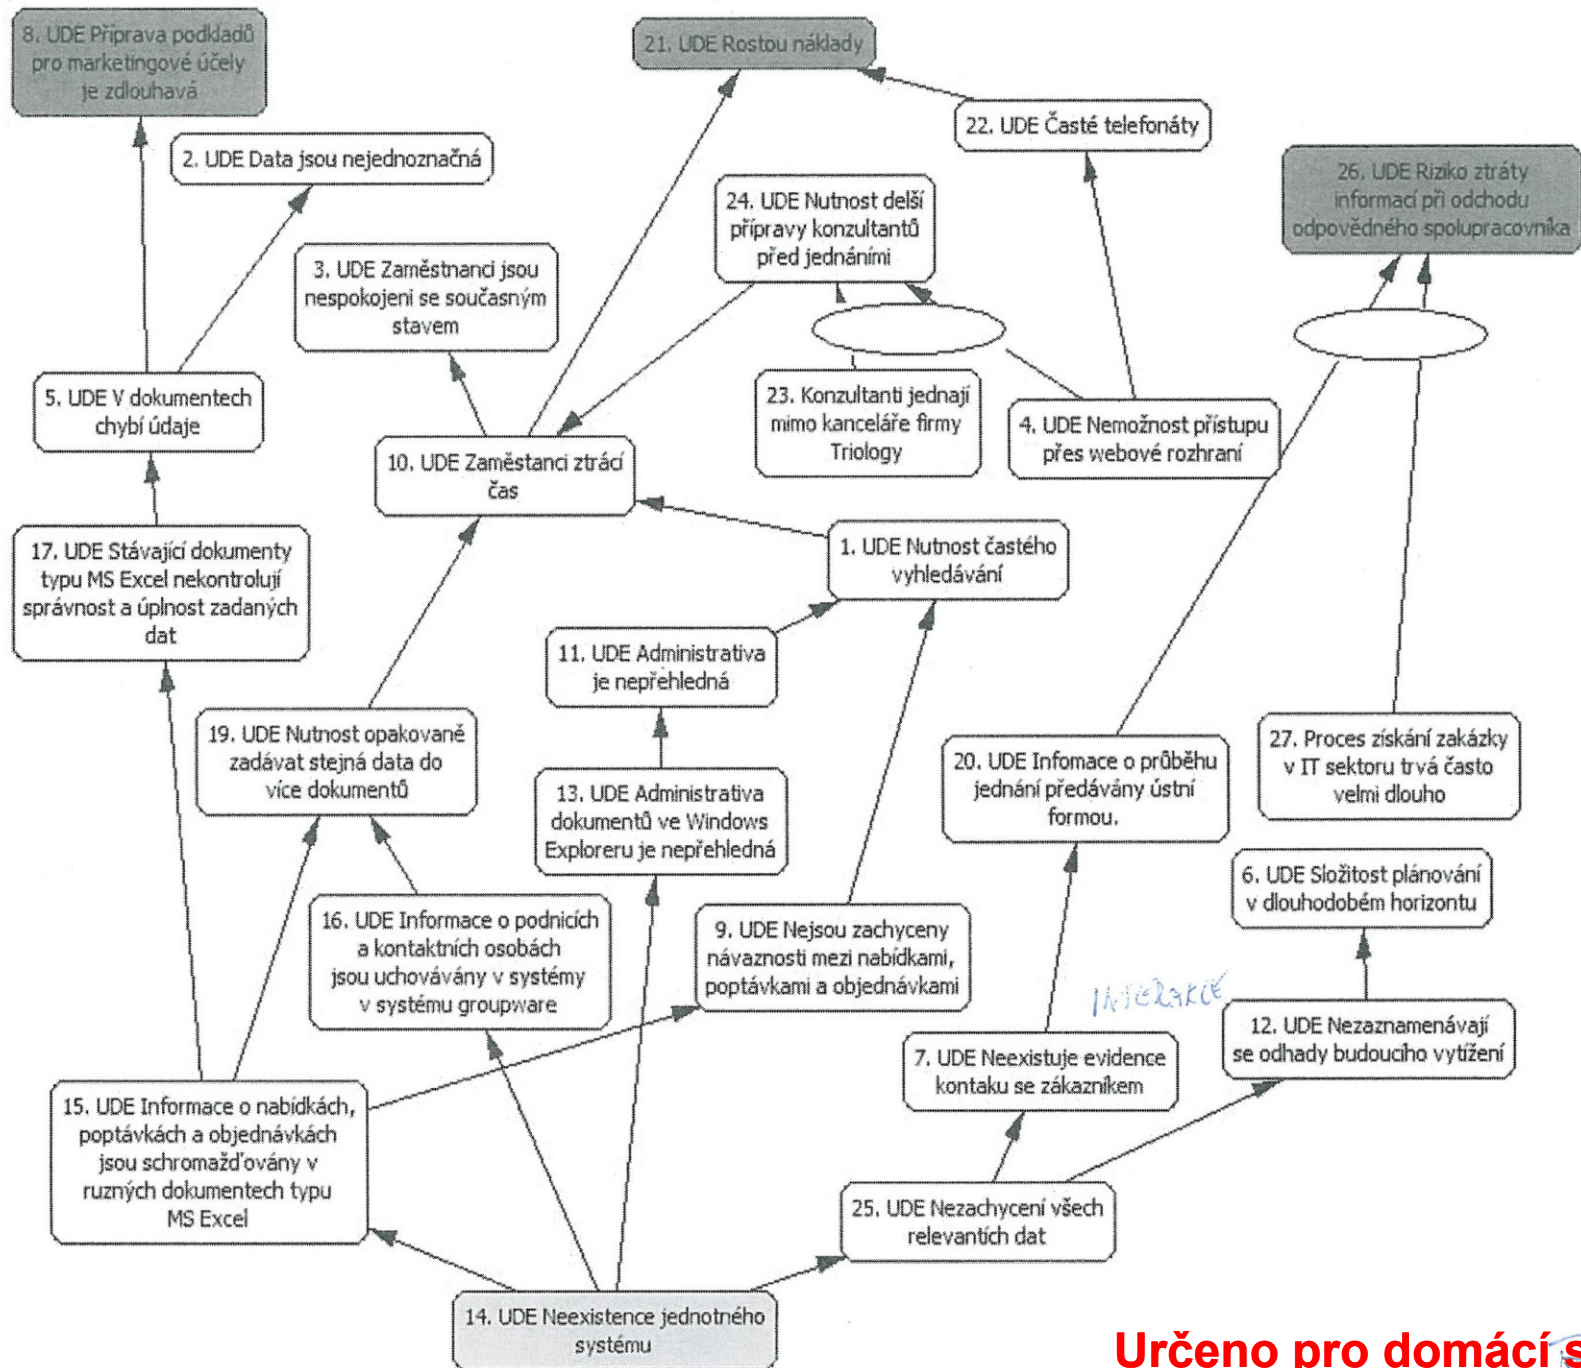 8. UDE Příprava podkladů
pro marketingové účely
je zdlouhavá
21. UDE Rostou náklady
22. UDE Časté telefonáty
2. UDE Data jsou nejednoznačná
26. UDE Riziko ztráty
informací při odchodu
odpovědného spolupracovníka
24. UDE Nutnost delší
přípravy konzultantů
před jednáními
3. UDE Zaměstnanci jsou
nespokojeni se současným
stavem
5. UDE V dokumentech
chybí údaje
23. Konzultanti jednají
mimo kanceláře firmy
Triology
4. UDE Nemožnost přístupu
přes webové rozhraní
10. UDE Zaměstanci ztrácí
čas
17. UDE Stávající dokumenty
typu MS Excel nekontrolují
správnost a úplnost zadaných
dat
1. UDE Nutnost častého
vyhledávání
11. UDE Administrativa
je nepřehledná
19. UDE Nutnost opakovaně
zadávat stejná data do
více dokumentů
20. UDE Infomace o průběhu
jednání předávány ústní
formou.
27. Proces získání zakázky
v IT sektoru trvá často
velmi dlouho
13. UDE Administrativa
dokumentů ve Windows
Exploreru je nepřehledná
6. UDE Složitost plánování
v dlouhodobém horizontu
16. UDE Informace o podnicích
a kontaktních osobách
jsou uchovávány v systémy
v systému groupware
9. UDE Nejsou zachyceny
návaznosti mezi nabídkami,
poptávkami a objednávkami
INTERAKCE
12. UDE Nezaznamenávají
se odhady budoucího vytížení
7. UDE Neexistuje evidence
kontaku se zákazníkem
15. UDE Informace o nabídkách,
poptávkách a objednávkách
jsou schromažďovány v
ruzných dokumentech typu
MS Excel
25. UDE Nezachycení všech
relevantích dat
14. UDE Neexistence jednotného
systému
Určeno pro domácí s